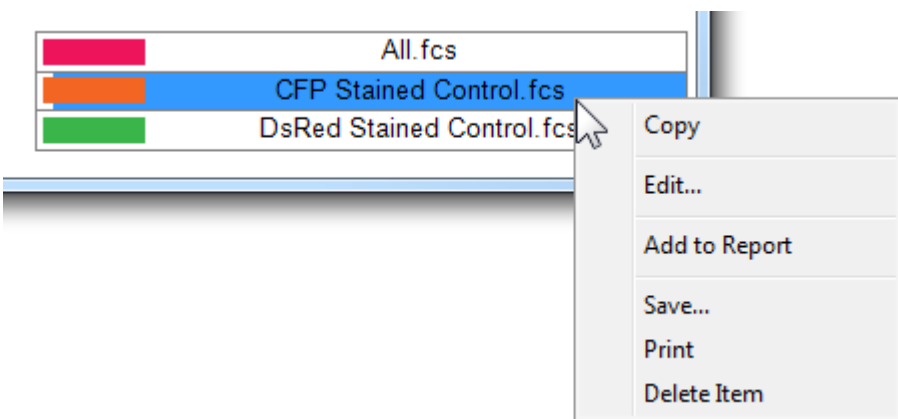 All.fcs
CFP Stained Control.fcs
DsRed Stained Control.fcs
Copy
Edit...
Add to Report
Save...
Print
Delete Item